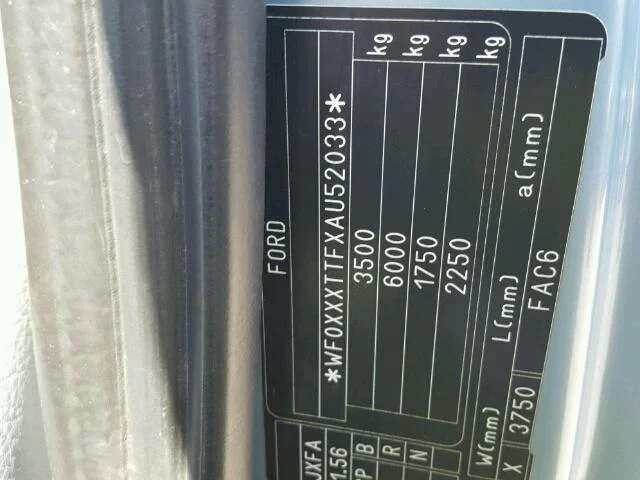 FORD
*WF0XXXTTFXAU52033*
3500 kg
6000 kg
1750 kg
2250 kg
W(mm) L(mm) a(mm)
X 3750 FAC6
JXFA
1.56
P B
R
N